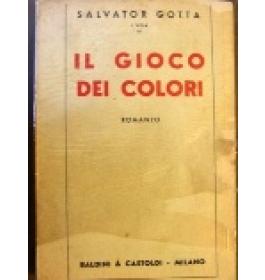 SALVATOR GOTTA
IL GIOCO
DEI COLORI
ROMANZO
BALDINI & CASTOLDI - MILANO